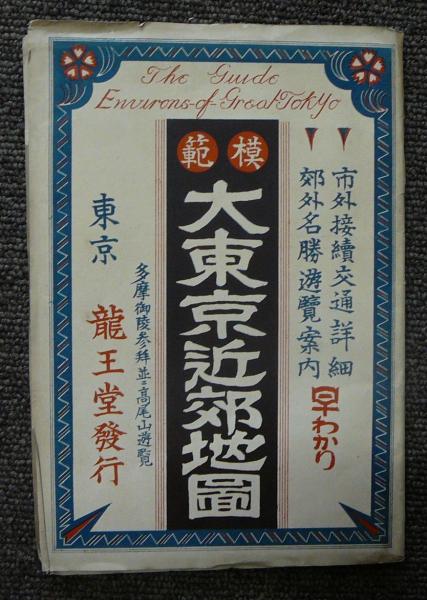 The Guide
Environs-of-Great Tokyo
市外接續交通詳細
郊外名勝遊覽案内
早わかり
模範
大東京近郊地圖
多摩御陵参拜並ニ高尾山遊覽
東京
龍王堂發行